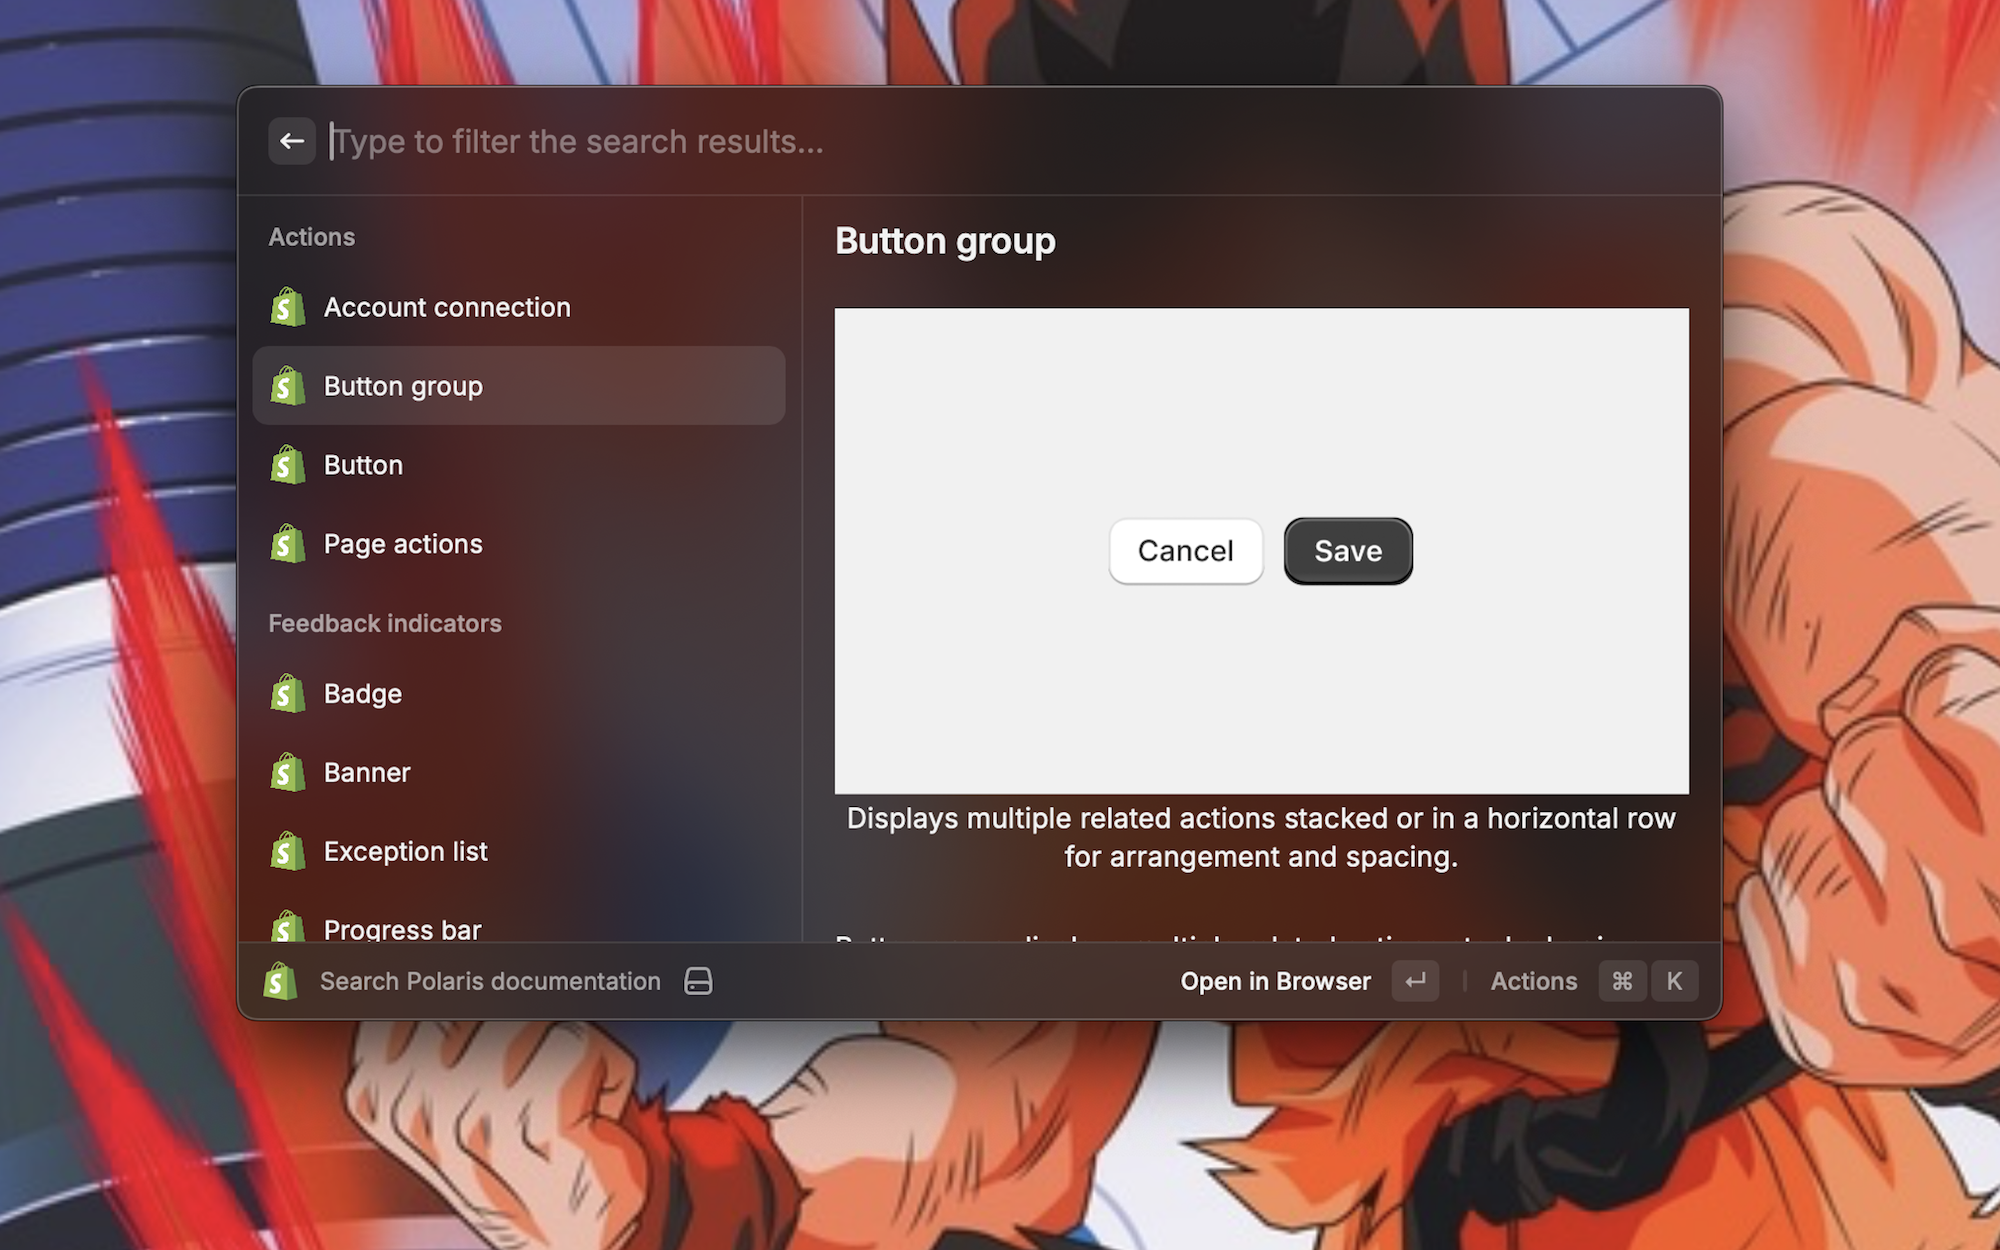 Type to filter the search results...
Actions
Account connection
Button group
Button
Page actions
Feedback indicators
Badge
Banner
Exception list
Progress bar
Button group
Cancel
Save
Displays multiple related actions stacked or in a horizontal row
for arrangement and spacing.
Search Polaris documentation
Open in Browser
Actions
⌘
K